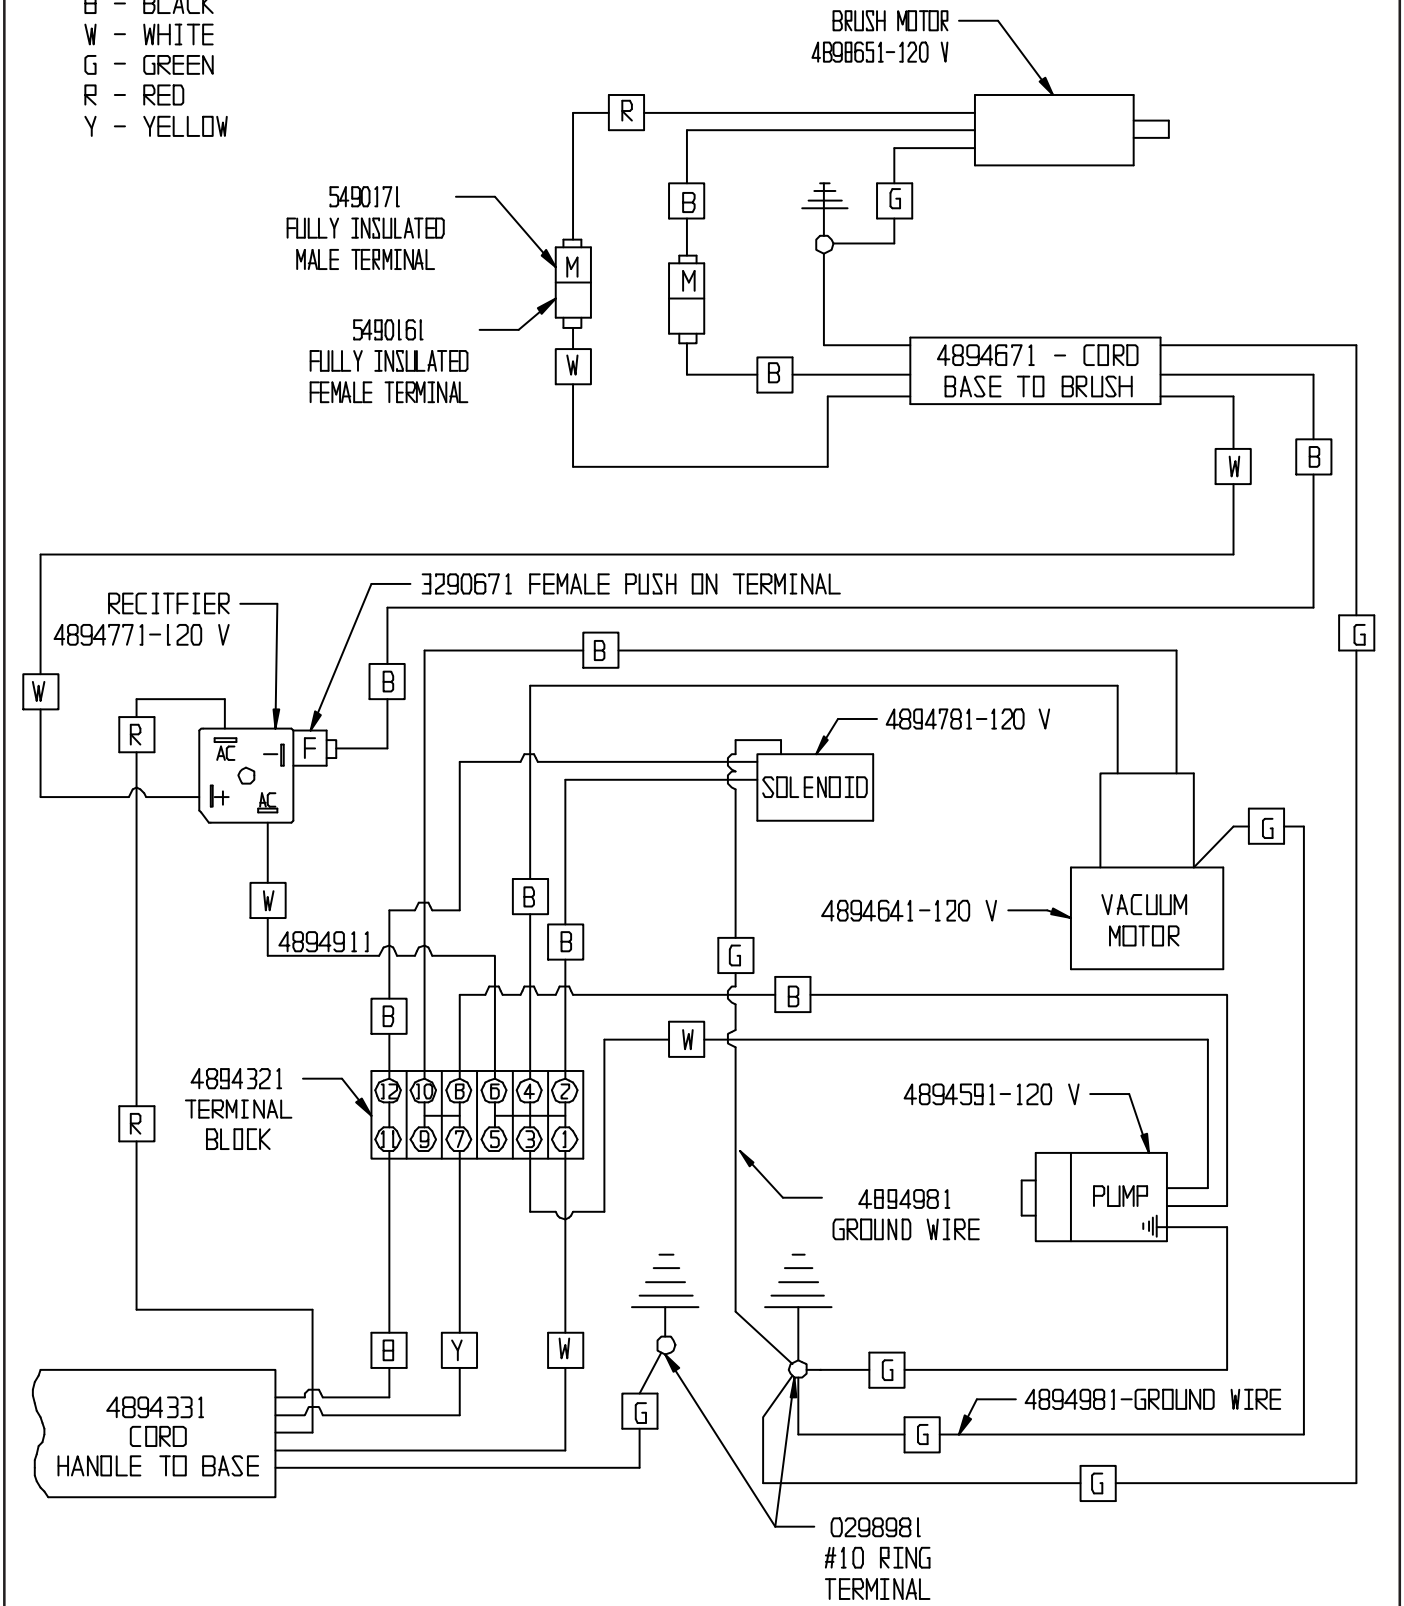 B - BLACK
W - WHITE
G - GREEN
R - RED
Y - YELLOW
BRUSH MOTOR
4898651-120 V
R
B
G
5490171
FULLY INSULATED
MALE TERMINAL
M
M
5490161
FULLY INSULATED
FEMALE TERMINAL
W
B
4894671 - CORD
BASE TO BRUSH
W
B
3290671 FEMALE PUSH ON TERMINAL
RECITFIER
4894771-120 V
G
B
W
B
R
4894781-120 V
AC
-
F
+
AC
SOLENOID
G
W
B
4894641-120 V
VACUUM
MOTOR
4894911
B
G
B
B
W
4894321
TERMINAL
BLOCK
12 10 8 6 4 2
11 9 7 5 3 1
R
4894591-120 V
PUMP
4894981
GROUND WIRE
B
Y
W
G
4894331
CORD
HANDLE TO BASE
G
4894981-GROUND WIRE
G
G
0298981
#10 RING
TERMINAL